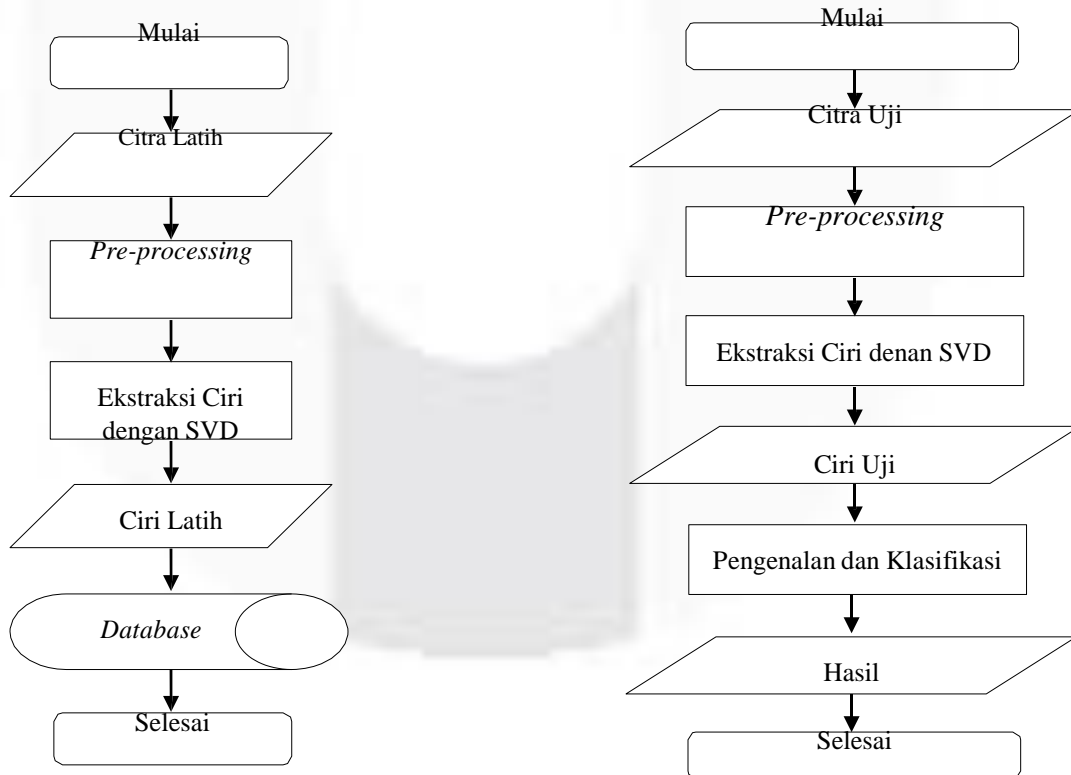 Mulai
Citra Latih
Pre-processing
Ekstraksi Ciri
dengan SVD
Ciri Latih
Database
Selesai
Mulai
Citra Uji
Pre-processing
Ekstraksi Ciri denan SVD
Ciri Uji
Pengenalan dan Klasifikasi
Hasil
Selesai